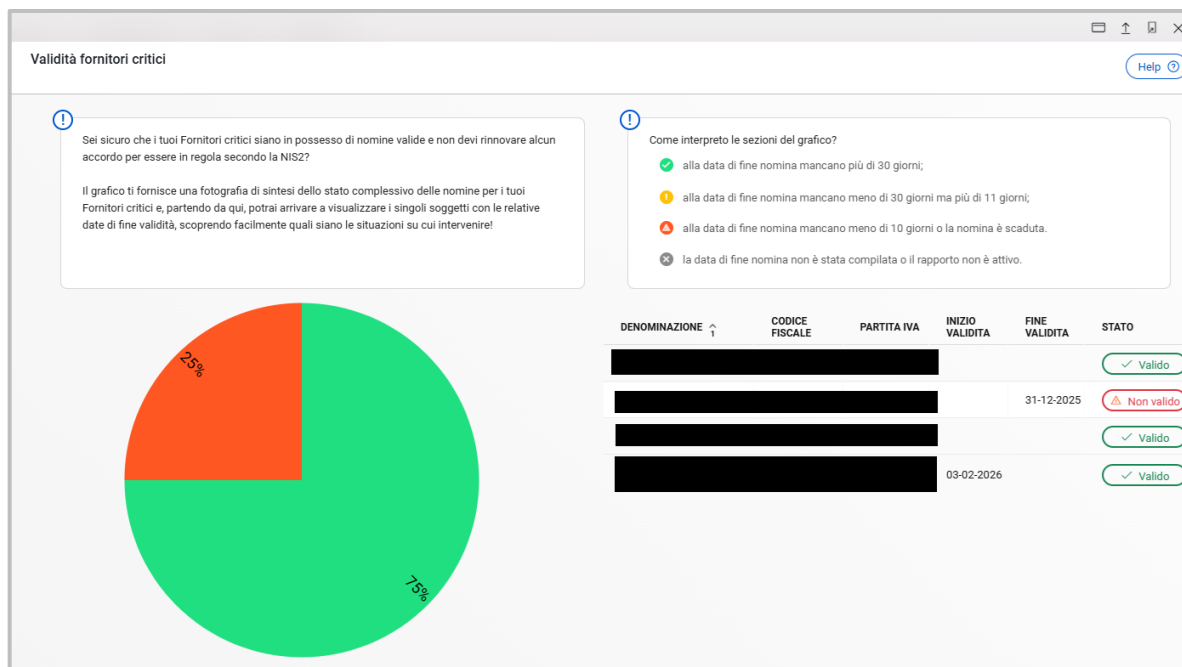 Validità fornitori critici
Help
Sei sicuro che i tuoi Fornitori critici siano in possesso di nomine valide e non devi rinnovare alcun
accordo per essere in regola secondo la NIS2?
Il grafico ti fornisce una fotografia di sintesi dello stato complessivo delle nomine per i tuoi
Fornitori critici e, partendo da qui, potrai arrivare a visualizzare i singoli soggetti con le relative
date di fine validità, scoprendo facilmente quali siano le situazioni su cui intervenire!
Come interpreto le sezioni del grafico?
alla data di fine nomina mancano più di 30 giorni;
alla data di fine nomina mancano meno di 30 giorni ma più di 11 giorni;
alla data di fine nomina mancano meno di 10 giorni o la nomina è scaduta.
la data di fine nomina non è stata compilata o il rapporto non è attivo.
25%
75%
DENOMINAZIONE 1 CODICE FISCALE PARTITA IVA INIZIO VALIDITA FINE VALIDITA STATO
Valido
31-12-2025 Non valido
Valido
03-02-2026 Valido